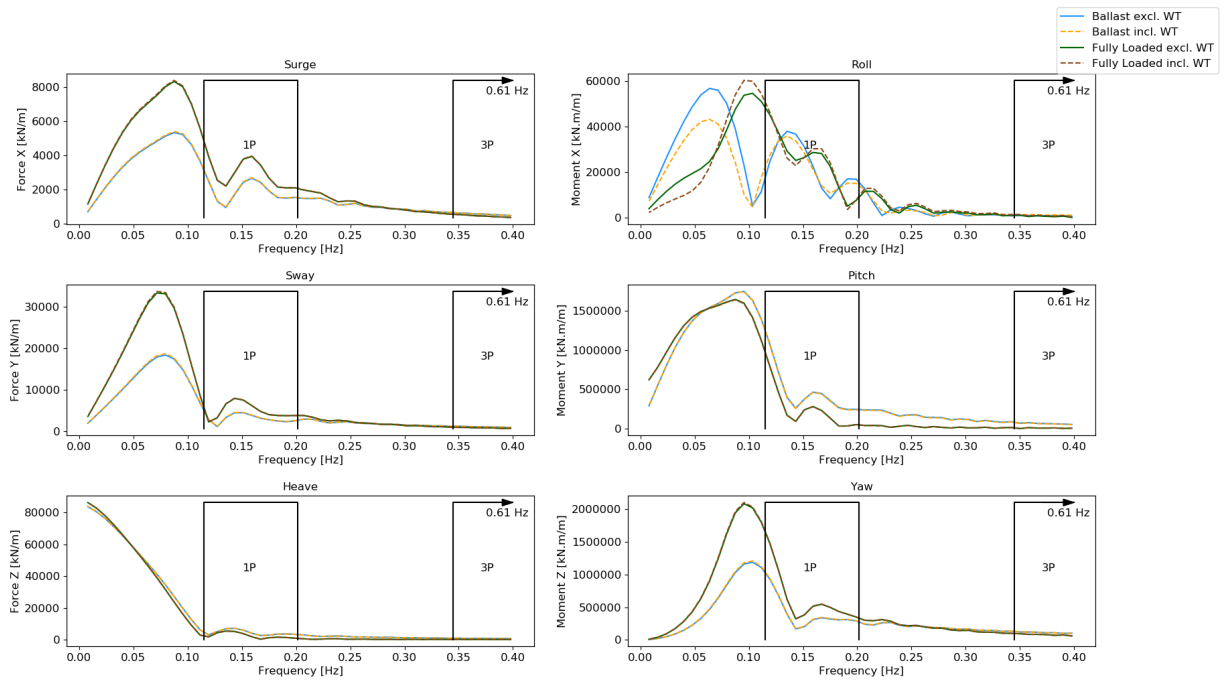 Ballast excl. WT
Ballast incl. WT
Fully Loaded excl. WT
Fully Loaded incl. WT
Surge
Force X [kN/m]
8000
6000
4000
2000
0
1P
3P
0.61 Hz
0.00 0.05 0.10 0.15 0.20 0.25 0.30 0.35 0.40
Frequency [Hz]
Roll
Moment X [kN.m/m]
60000
40000
20000
0
1P
3P
0.61 Hz
0.00 0.05 0.10 0.15 0.20 0.25 0.30 0.35 0.40
Frequency [Hz]
Sway
Force Y [kN/m]
30000
20000
10000
0
1P
3P
0.61 Hz
0.00 0.05 0.10 0.15 0.20 0.25 0.30 0.35 0.40
Frequency [Hz]
Pitch
Moment Y [kN.m/m]
1500000
1000000
500000
0
1P
3P
0.61 Hz
0.00 0.05 0.10 0.15 0.20 0.25 0.30 0.35 0.40
Frequency [Hz]
Heave
Force Z [kN/m]
80000
60000
40000
20000
0
1P
3P
0.61 Hz
0.00 0.05 0.10 0.15 0.20 0.25 0.30 0.35 0.40
Frequency [Hz]
Yaw
Moment Z [kN.m/m]
2000000
1500000
1000000
500000
0
1P
3P
0.61 Hz
0.00 0.05 0.10 0.15 0.20 0.25 0.30 0.35 0.40
Frequency [Hz]